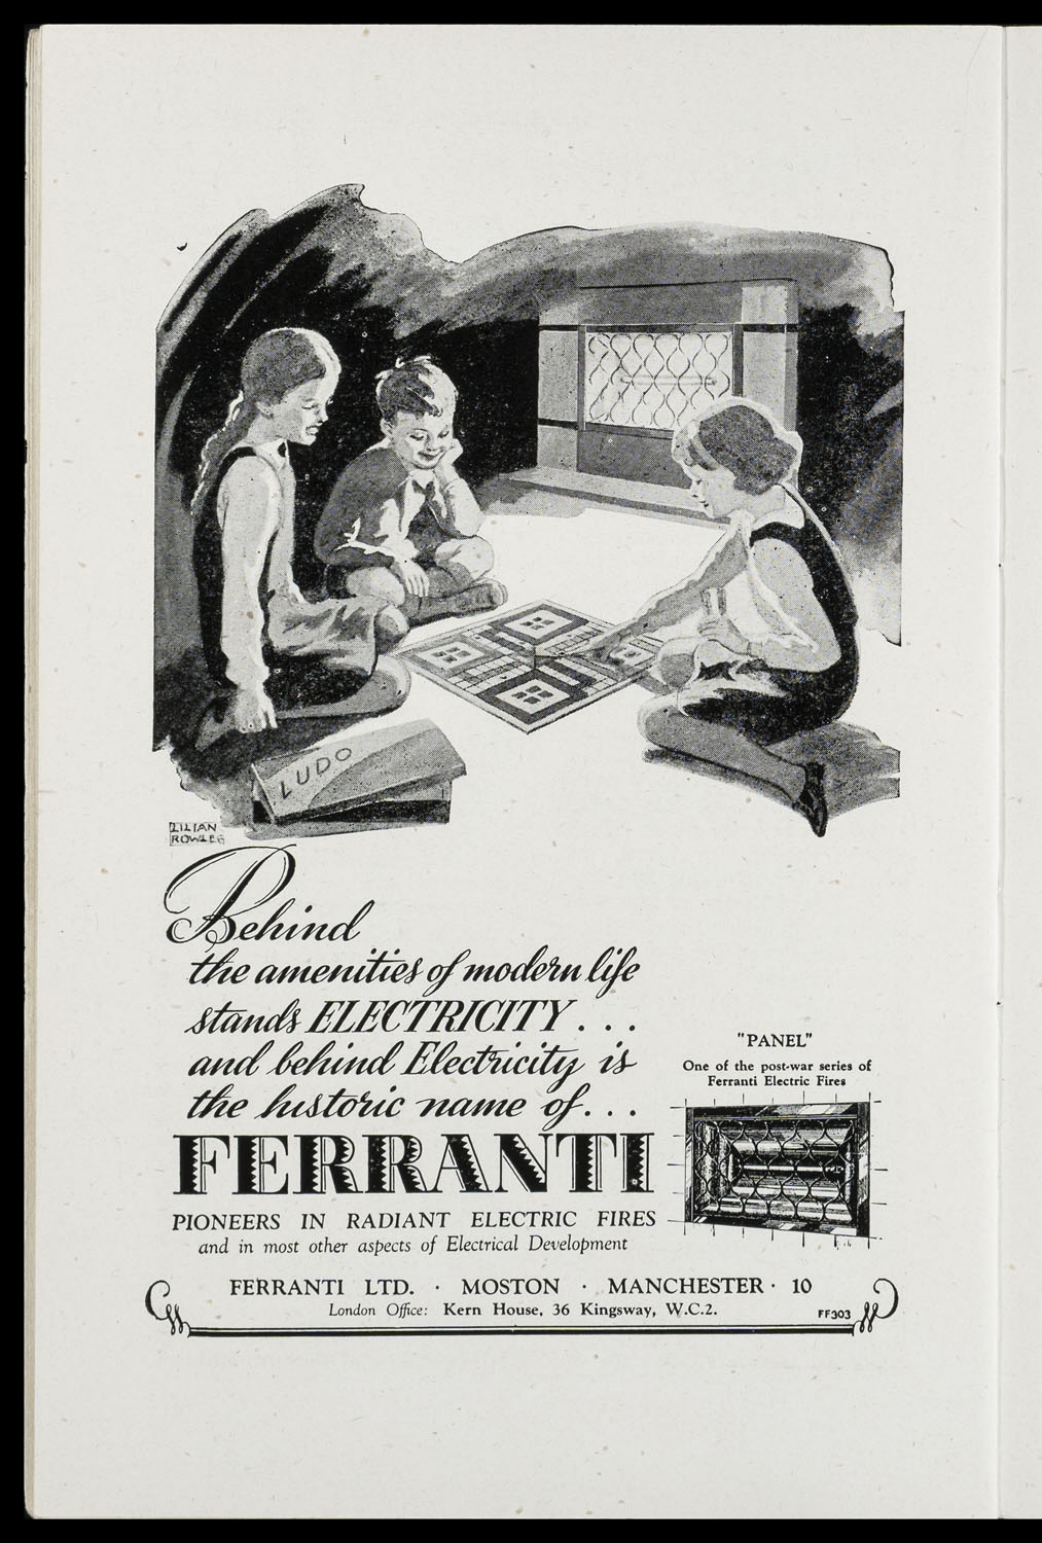 LUDO
LILIAN
ROWLES
Behind
the amenities of modern life
stands ELECTRICITY . . .
and behind Electricity is
the historic name of . . .
FERRANTI
PIONEERS IN RADIANT ELECTRIC FIRES
and in most other aspects of Electrical Development
"PANEL"
One of the post-war series of
Ferranti Electric Fires
FERRANTI LTD. · MOSTON · MANCHESTER · 10
London Office: Kern House, 36 Kingsway, W.C.2.
FF303